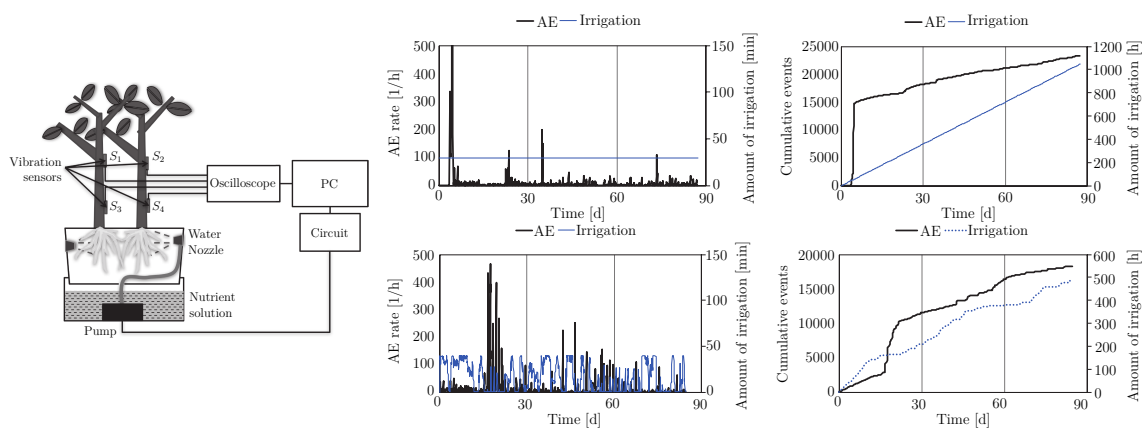 S1
S2
Vibration
sensors
S3
S4
Oscilloscope
PC
Circuit
Water
Nozzle
Nutrient
solution
Pump
AE Irrigation
500
400
300
200
100
0
AE rate [1/h]
150
100
50
0
Amount of irrigation [min]
0 30 60 90
Time [d]
AE Irrigation
25000
20000
15000
10000
5000
0
Cumulative events
1200
1000
800
600
400
200
0
Amount of irrigation [h]
0 30 60 90
Time [d]
AE Irrigation
500
400
300
200
100
0
AE rate [1/h]
150
100
50
0
Amount of irrigation [min]
0 30 60 90
Time [d]
AE Irrigation
20000
15000
10000
5000
0
Cumulative events
600
500
400
300
200
100
0
Amount of irrigation [h]
0 30 60 90
Time [d]